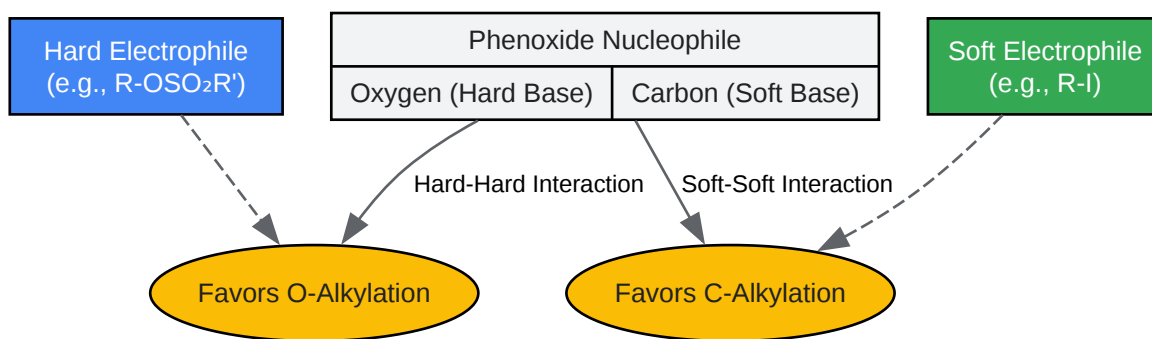 Hard Electrophile
(e.g., R-OSO₂R')
Phenoxide Nucleophile
Oxygen (Hard Base)
Carbon (Soft Base)
Soft Electrophile
(e.g., R-I)
Hard-Hard Interaction
Soft-Soft Interaction
Favors O-Alkylation
Favors C-Alkylation